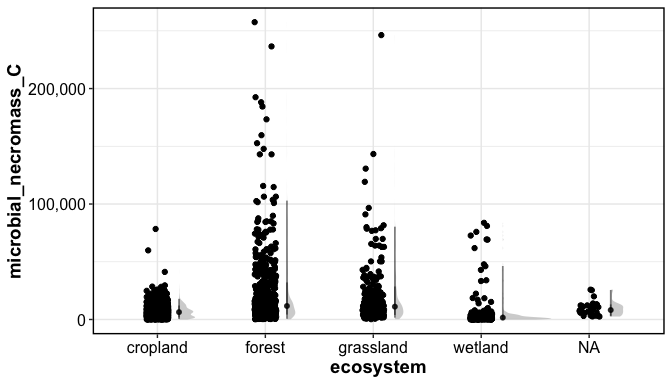 microbial_necromass_C
200,000
100,000
0
cropland forest grassland wetland NA
ecosystem